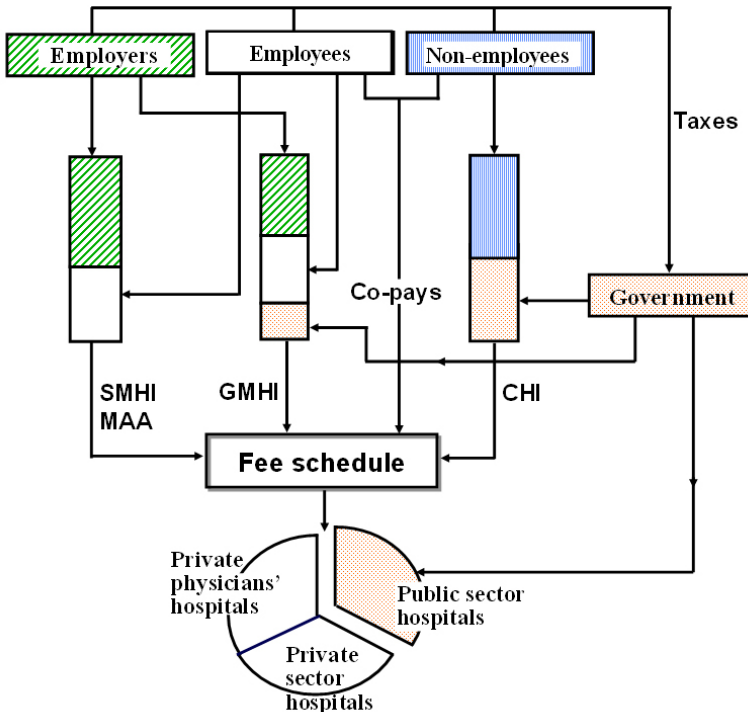 Employers
Employees
Non-employees
Taxes
Co-pays
Government
SMHI
MAA
GMHI
CHI
Fee schedule
Private
physicians’
hospitals
Public sector
hospitals
Private
sector
hospitals